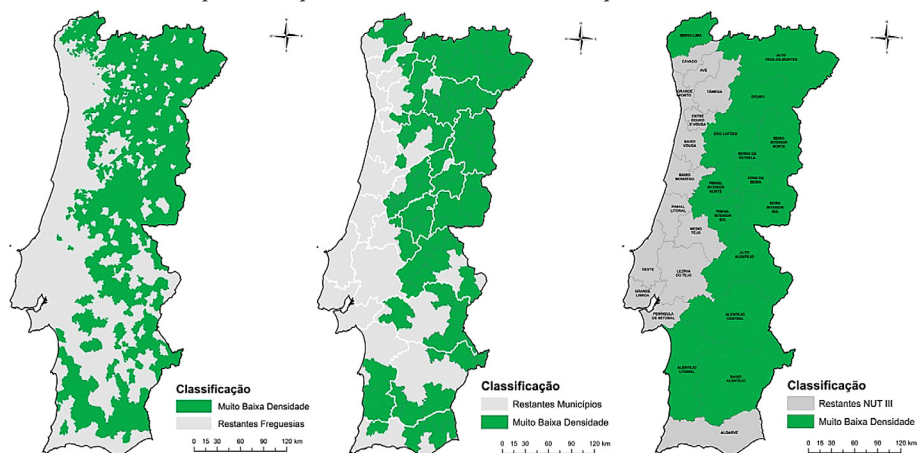 Classificação
Muito Baixa Densidade
Restantes Freguesias
0 15 30 60 90 120 km
Classificação
Restantes Municípios
Muito Baixa Densidade
0 15 30 60 90 120 km
MINHO-LIMA
ALTO
TRÁS-OS-MONTES
CÁVADO
AVE
GRANDE
PORTO
TÂMEGA
DOURO
ENTRE
DOURO
E VOUGA
DÃO LAFÕES
BAIXO
VOUGA
BEIRA
INTERIOR
NORTE
SERRA DA
ESTRELA
BAIXO
MONDEGO
COVA DA
BEIRA
PINHAL
INTERIOR
NORTE
PINHAL
LITORAL
PINHAL
INTERIOR
SUL
BEIRA
INTERIOR
SUL
MÉDIO
TEJO
ALTO
ALENTEJO
OESTE
LEZÍRIA
DO TEJO
GRANDE
LISBOA
PENÍNSULA
DE SETÚBAL
ALENTEJO
CENTRAL
ALENTEJO
LITORAL
BAIXO
ALENTEJO
ALGARVE
Classificação
Restantes NUT III
Muito Baixa Densidade
0 15 30 60 90 120 km